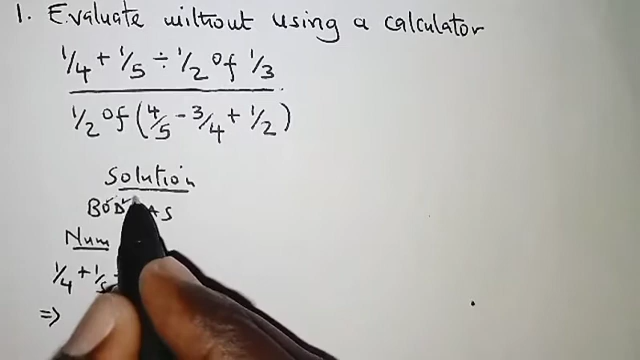 1. Evaluate without using a calculator
1/4 + 1/5 ÷ 1/2 of 1/3
1/2 of (4/5 - 3/4 + 1/2)
Solution
Num
1/4 + 1/5
⇒